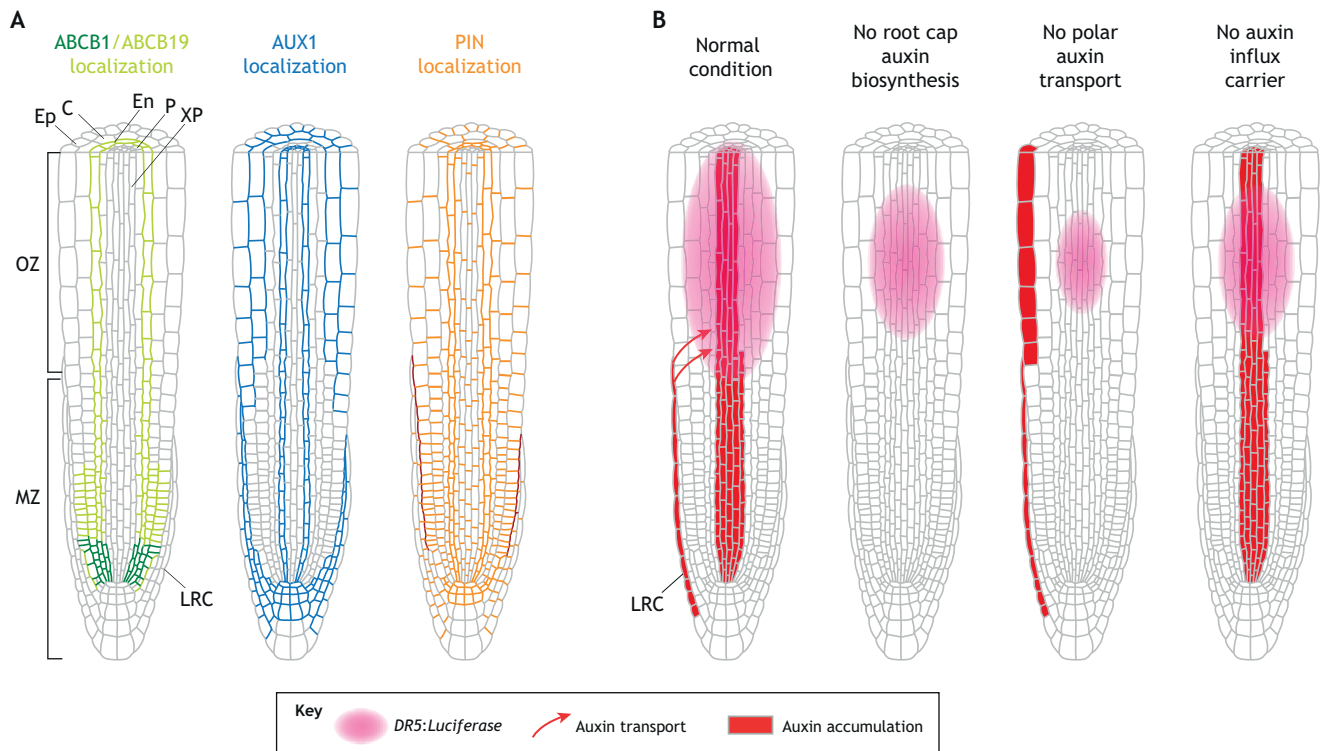 A
ABCB1/ABCB19
localization
AUX1
localization
PIN
localization
Ep
C
En
P
XP
OZ
MZ
LRC
B
Normal
condition
No root cap
auxin
biosynthesis
No polar
auxin
transport
No auxin
influx
carrier
LRC
Key
DR5:Luciferase
Auxin transport
Auxin accumulation